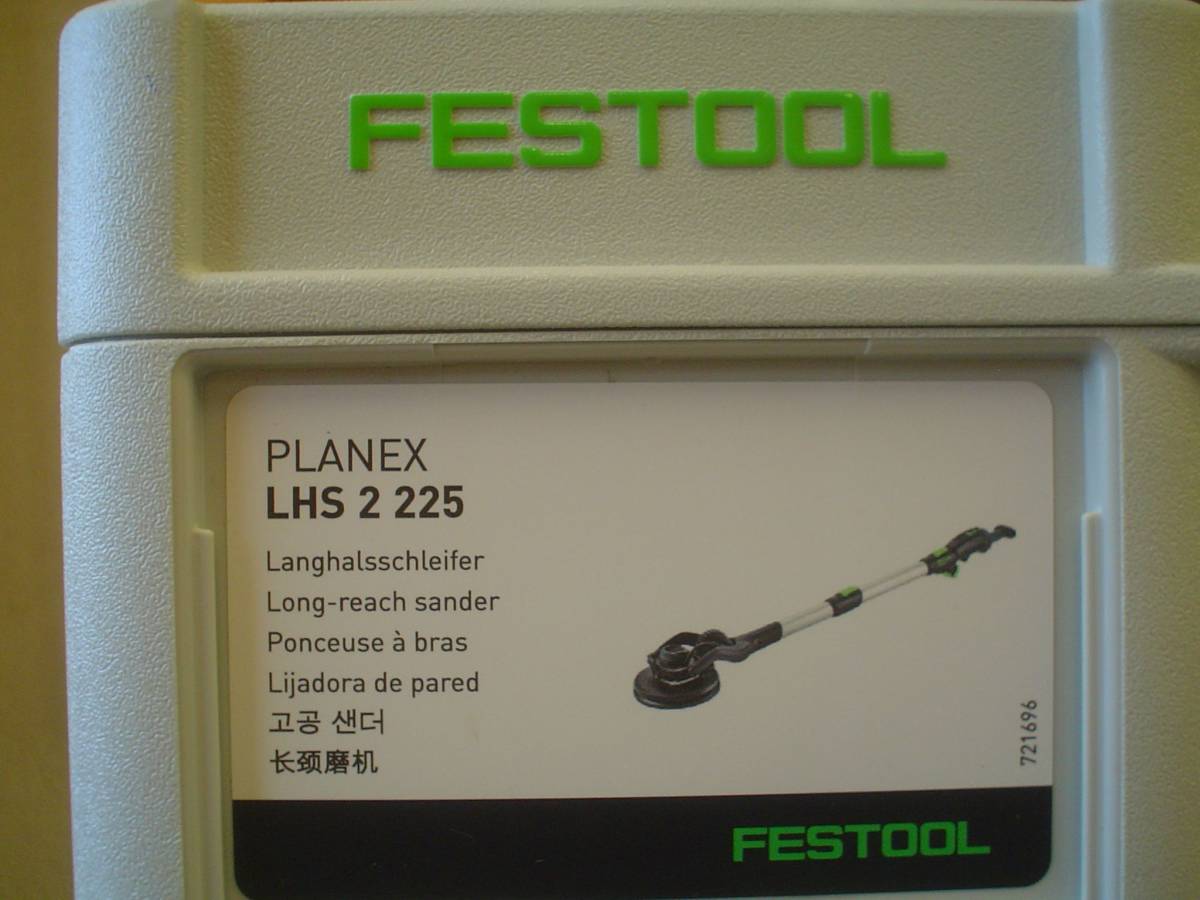 FESTOOL
PLANEX
LHS 2 225
Langhalsschleifer
Long-reach sander
Ponceuse à bras
Lijadora de pared
고공 샌더
长颈磨机
721696
FESTOOL